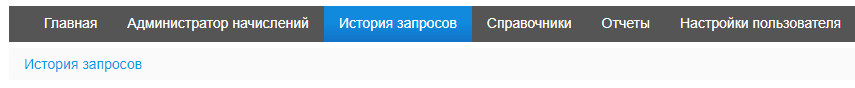 Главная Администратор начислений История запросов Справочники Отчеты Настройки пользователя
История запросов